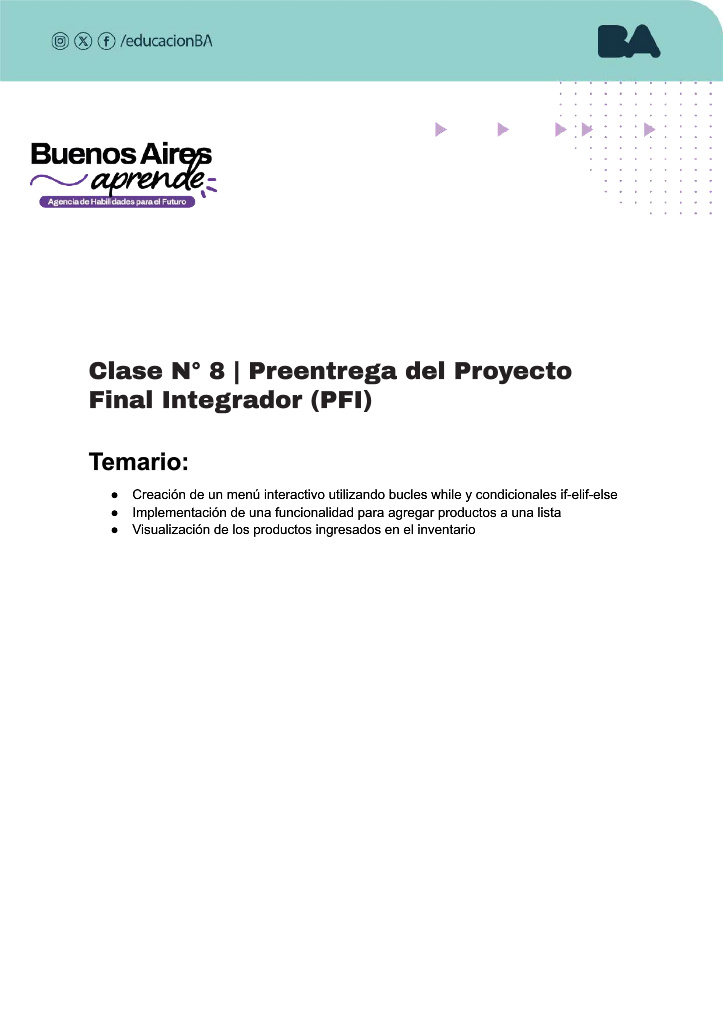 /educacionBA
BA
Buenos Aires
aprende
Agencia de Habilidades para el Futuro
Clase N° 8 | Preentrega del Proyecto
Final Integrador (PFI)
Temario:
● Creación de un menú interactivo utilizando bucles while y condicionales if-elif-else
● Implementación de una funcionalidad para agregar productos a una lista
● Visualización de los productos ingresados en el inventario